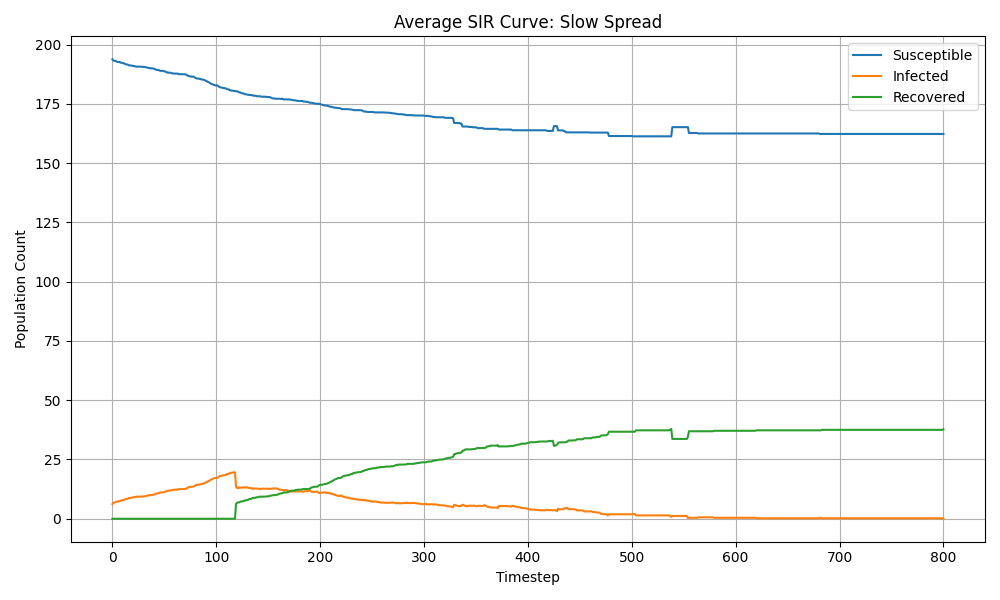 Average SIR Curve: Slow Spread
Susceptible
Infected
Recovered
Population Count
200
175
150
125
100
75
50
25
0
0 100 200 300 400 500 600 700 800
Timestep